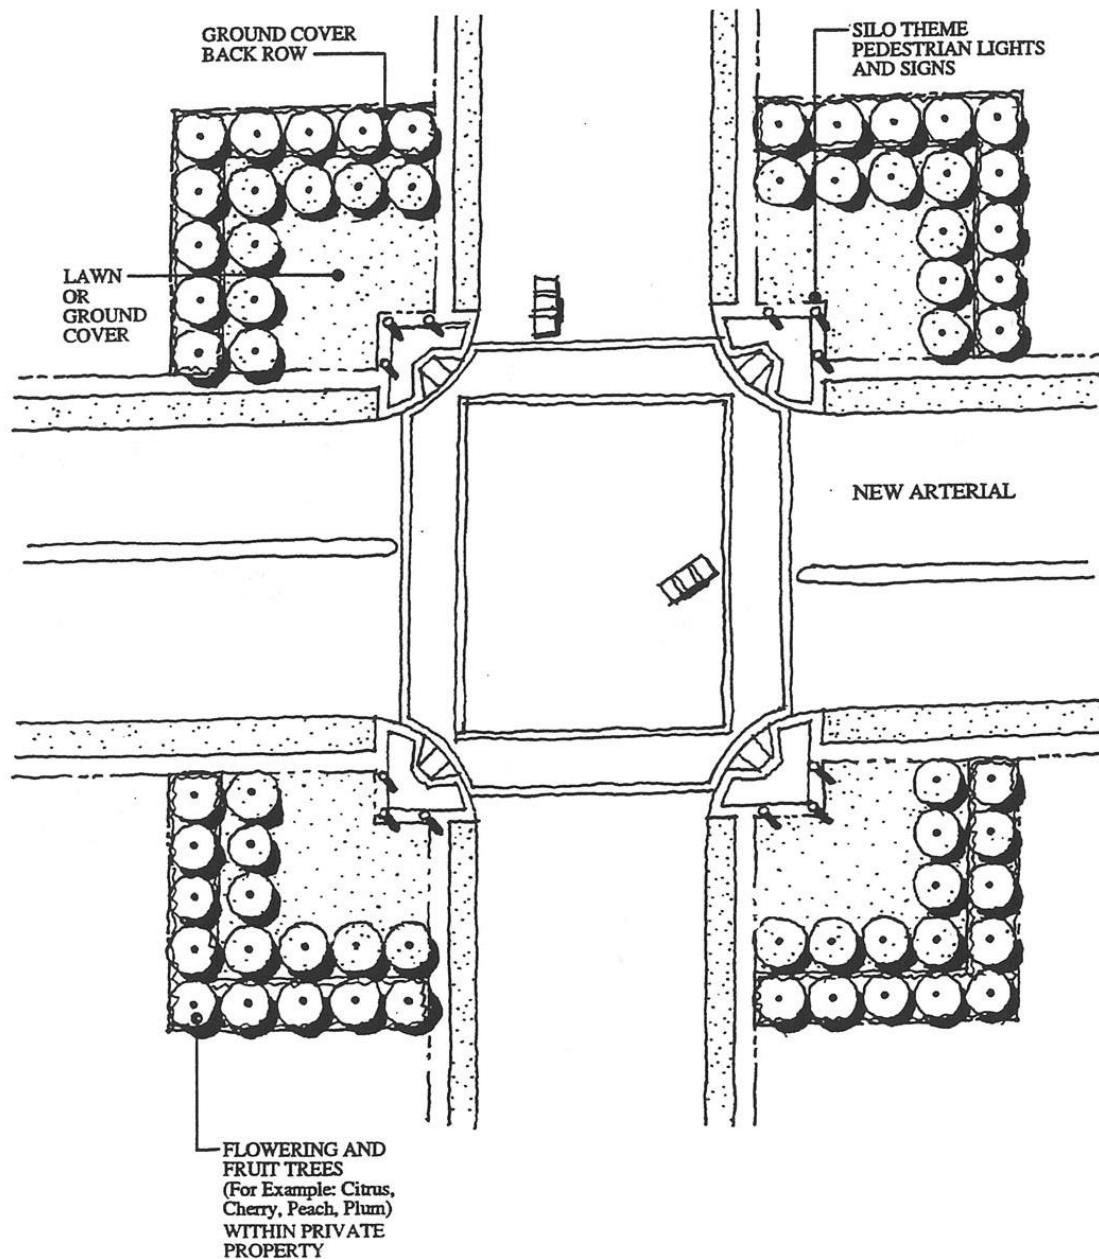 GROUND COVER
BACK ROW
SILO THEME
PEDESTRIAN LIGHTS
AND SIGNS
LAWN
OR
GROUND
COVER
NEW ARTERIAL
FLOWERING AND
FRUIT TREES
(For Example: Citrus,
Cherry, Peach, Plum)
WITHIN PRIVATE
PROPERTY